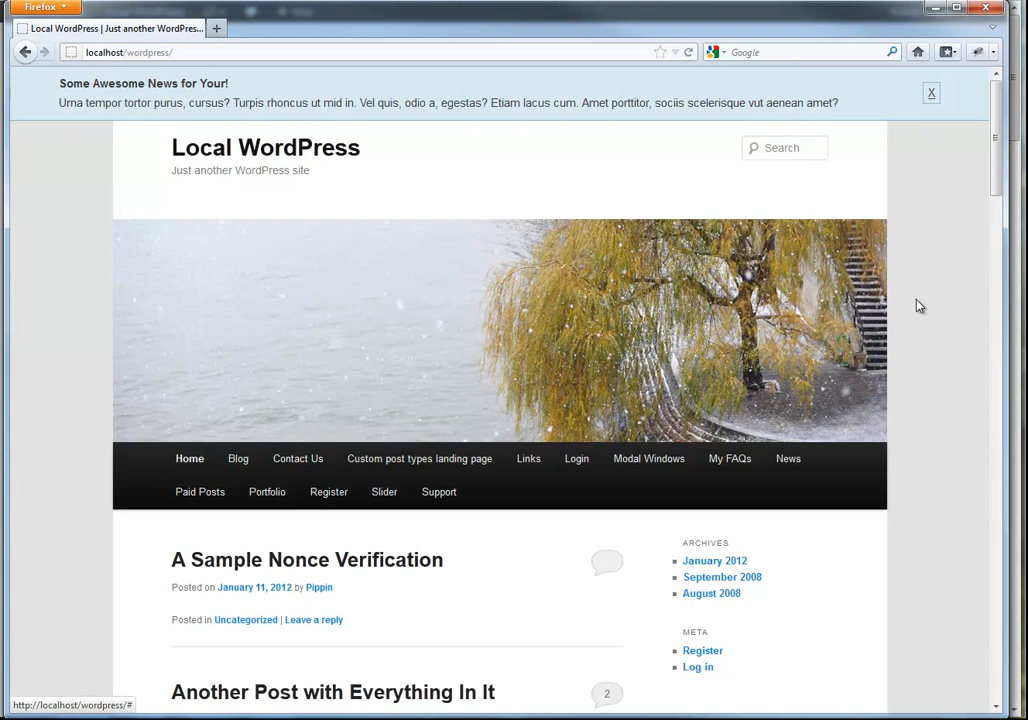 Firefox
Local WordPress | Just another WordPres...
localhost/wordpress/
Google
Some Awesome News for Your!
Urna tempor tortor purus, cursus? Turpis rhoncus ut mid in. Vel quis, odio a, egestas? Etiam lacus cum. Amet porttitor, sociis scelerisque vut aenean amet?
X
Local WordPress
Just another WordPress site
Search
Home Blog Contact Us Custom post types landing page Links Login Modal Windows My FAQs News
Paid Posts Portfolio Register Slider Support
A Sample Nonce Verification
Posted on January 11, 2012 by Pippin
Posted in Uncategorized | Leave a reply
Another Post with Everything In It
2
ARCHIVES
January 2012
September 2008
August 2008
META
Register
Log in
http://localhost/wordpress/#